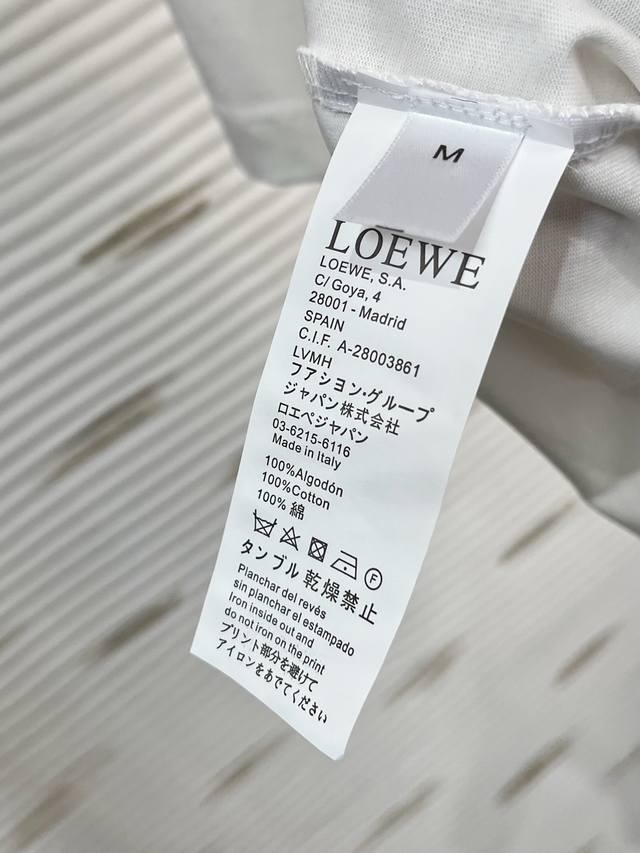 M
LOEWE
LOEWE, S.A.
C/ Goya, 4
28001 - Madrid
SPAIN
C.I.F. A-28003861
LVMH
ファション・グループ
ジャパン株式会社
ロエベジャパン
03-6215-6116
Made in Italy
100%Algodón
100%Cotton
100% 綿
F
タンブル 乾燥禁止
Planchar del revés
sin planchar el estampado
Iron inside out and
do not iron on the print
プリント部分を避けて
アイロンをあでてください